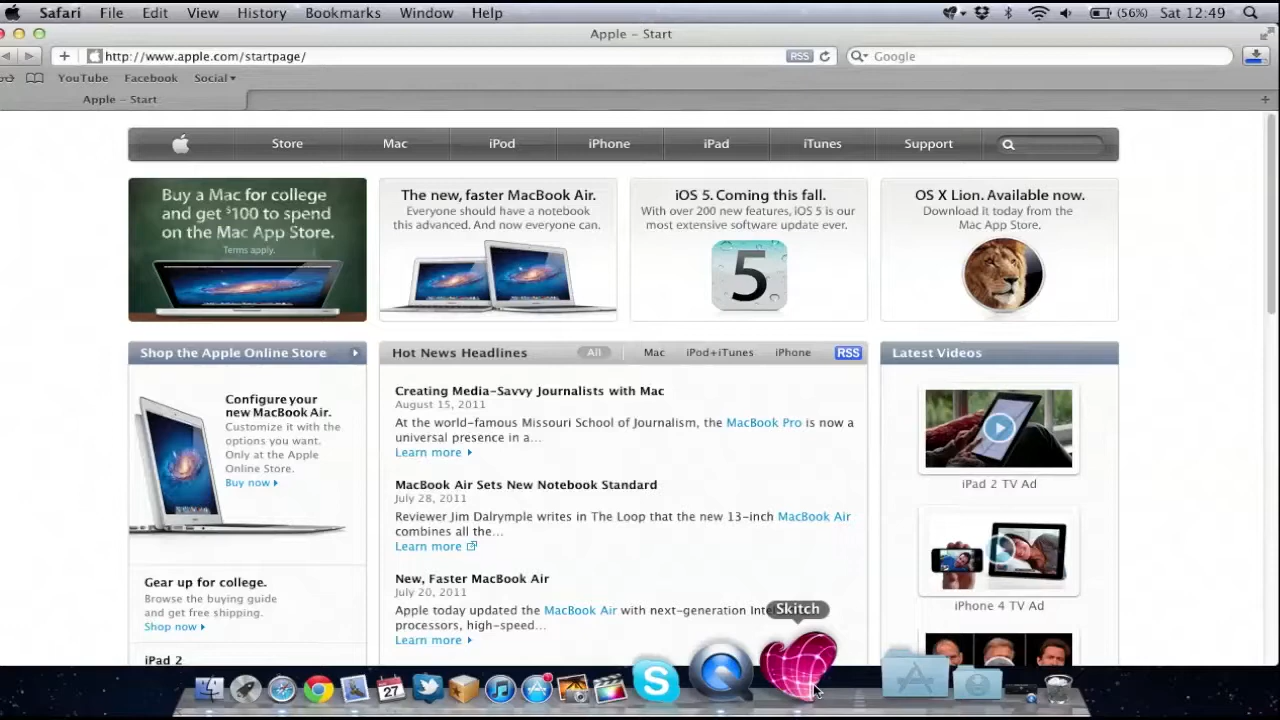 Safari File Edit View History Bookmarks Window Help (56%) Sat 12:49
Apple – Start
http://www.apple.com/startpage/ RSS Google
YouTube Facebook Social
Apple – Start
Store Mac iPod iPhone iPad iTunes Support
Buy a Mac for college
and get $100 to spend
on the Mac App Store.
Terms apply.
The new, faster MacBook Air.
Everyone should have a notebook
this advanced. And now everyone can.
iOS 5. Coming this fall.
With over 200 new features, iOS 5 is our
most extensive software update ever.
5
OS X Lion. Available now.
Download it today from the
Mac App Store.
Shop the Apple Online Store
Configure your
new MacBook Air.
Customize it with the
options you want.
Only at the Apple
Online Store.
Buy now
Gear up for college.
Browse the buying guide
and get free shipping.
Shop now
iPad 2
Hot News Headlines All Mac iPod+iTunes iPhone RSS
Creating Media-Savvy Journalists with Mac
August 15, 2011
At the world-famous Missouri School of Journalism, the MacBook Pro is now a
universal presence in a...
Learn more
MacBook Air Sets New Notebook Standard
July 28, 2011
Reviewer Jim Dalrymple writes in The Loop that the new 13-inch MacBook Air
combines all the...
Learn more
New, Faster MacBook Air
July 20, 2011
Apple today updated the MacBook Air with next-generation
processors, high-speed...
Learn more
Latest Videos
iPad 2 TV Ad
iPhone 4 TV Ad
Skitch
27